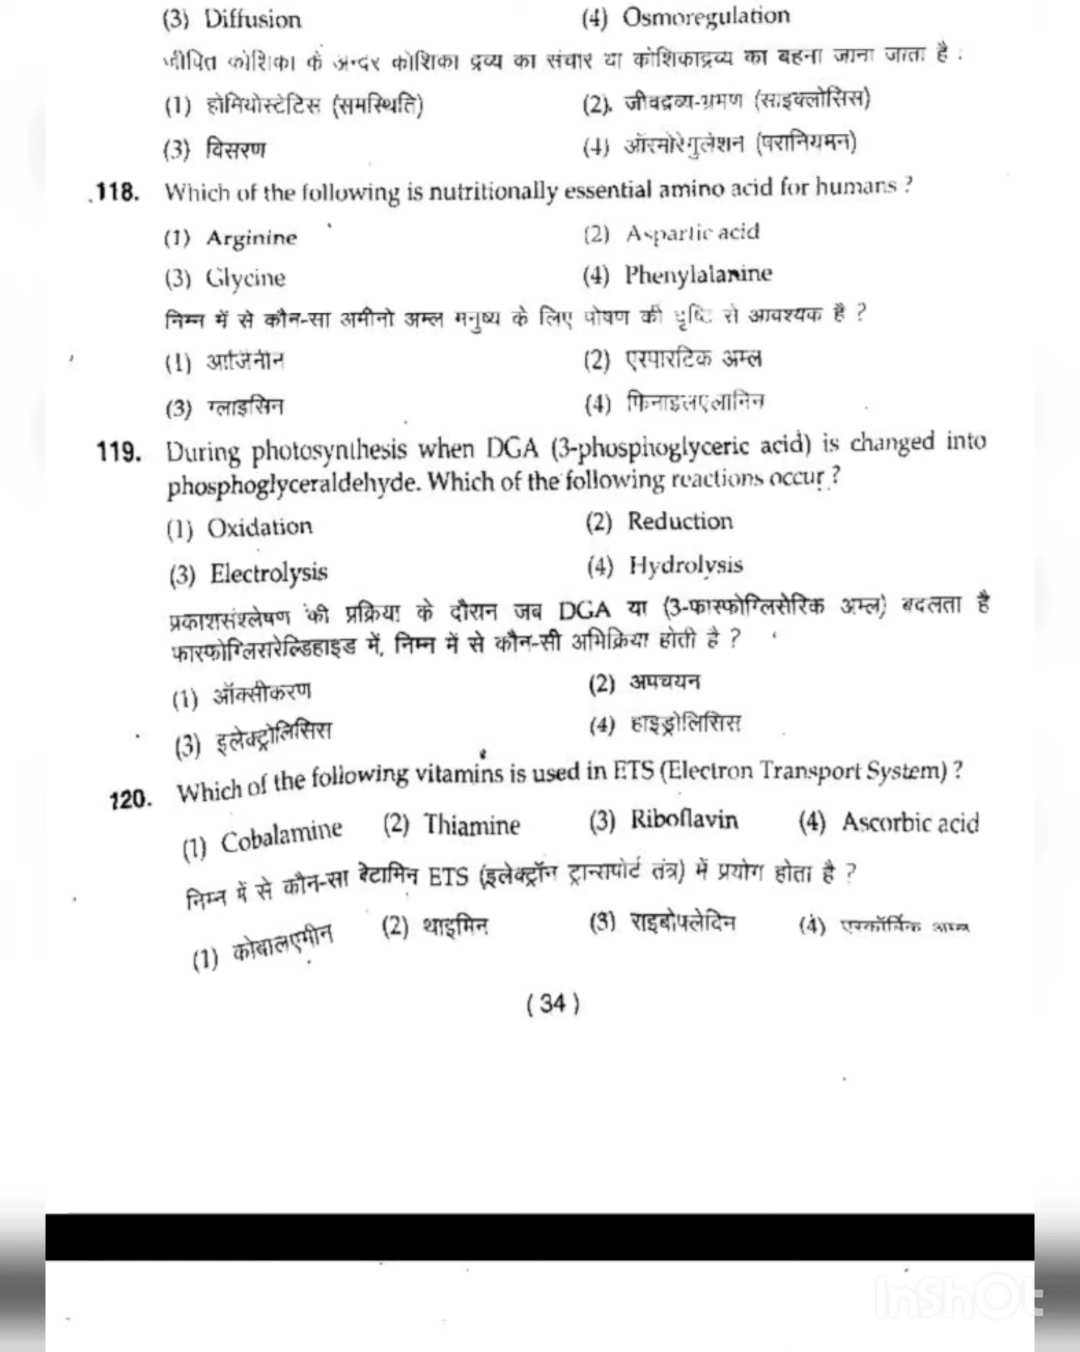 (3) Diffusion (4) Osmoregulation
जीवित कोशिका के अन्दर कोशिका द्रव्य का संचार या कोशिकाद्रव्य का बहना जाना जाता है :
(1) होमियोस्टेटिस (समस्थिति) (2). जीवद्रव्य-भ्रमण (साइक्लोसिस)
(3) विसरण (4) ऑस्मोरेगुलेशन (परानियमन)
118. Which of the following is nutritionally essential amino acid for humans ?
(1) Arginine (2) Aspartic acid
(3) Glycine (4) Phenylalanine
निम्न में से कौन-सा अमीनो अम्ल मनुष्य के लिए पोषण की दृष्टि से आवश्यक है ?
(1) आर्जिनीन (2) एस्पारटिक अम्ल
(3) ग्लाइसिन (4) फिनाइलएलानिन
119. During photosynthesis when DGA (3-phosphoglyceric acid) is changed into
phosphoglyceraldehyde. Which of the following reactions occur ?
(1) Oxidation (2) Reduction
(3) Electrolysis (4) Hydrolysis
प्रकाशसंश्लेषण की प्रक्रिया के दौरान जब DGA या (3-फास्फोग्लिसेरिक अम्ल) बदलता है
फास्फोग्लिसरेल्डिहाइड में, निम्न में से कौन-सी अभिक्रिया होती है ?
(1) ऑक्सीकरण (2) अपचयन
(3) इलेक्ट्रोलिसिस (4) हाइड्रोलिसिस
120. Which of the following vitamins is used in ETS (Electron Transport System) ?
(1) Cobalamine (2) Thiamine (3) Riboflavin (4) Ascorbic acid
निम्न में से कौन-सा वेटामिन ETS (इलेक्ट्रॉन ट्रान्सपोर्ट तंत्र) में प्रयोग होता है ?
(1) कोबालएमीन (2) थाइमिन (3) राइबोफ्लेविन (4) एस्कॉर्बिक अम्ल
( 34 )
InShOt